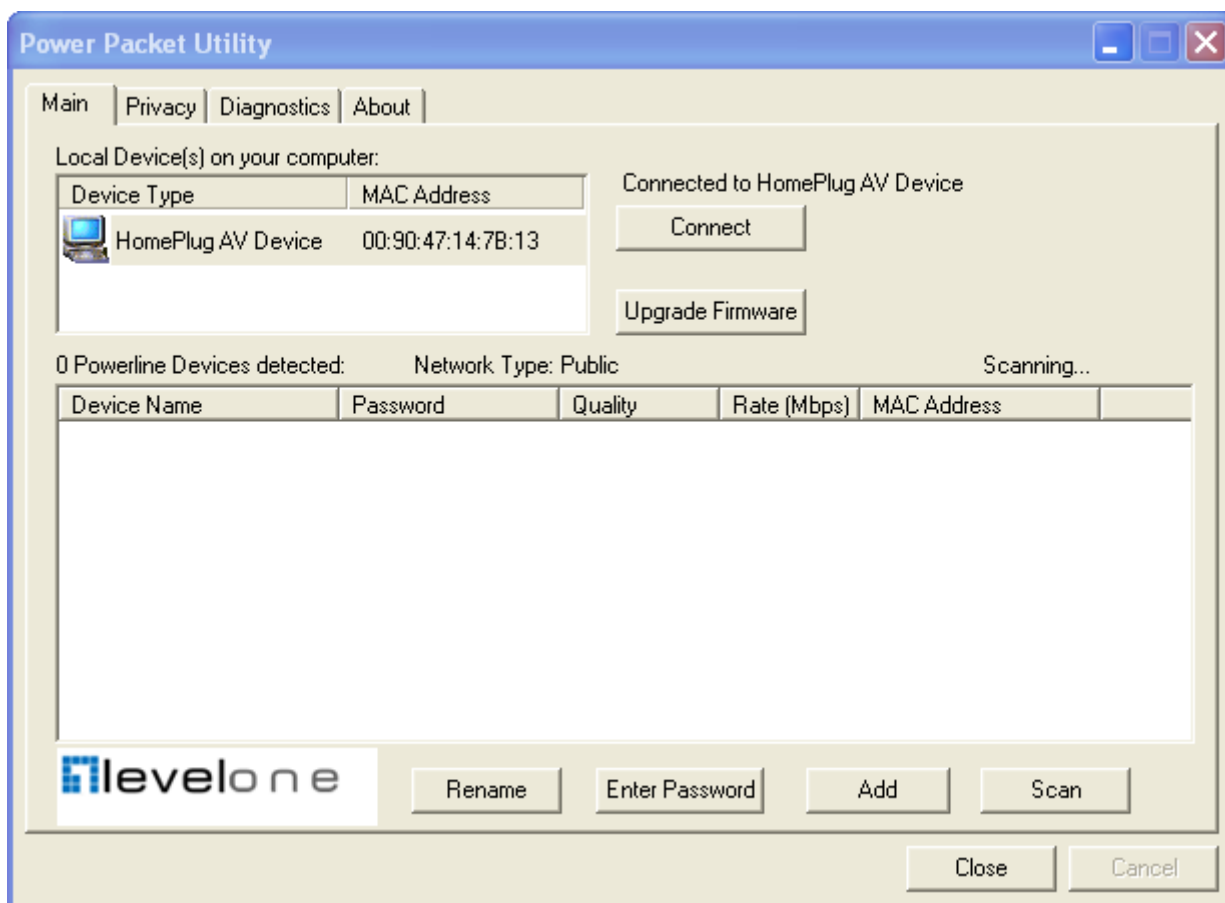 Power Packet Utility
Main Privacy Diagnostics About
Local Device(s) on your computer:
Device Type MAC Address
HomePlug AV Device 00:90:47:14:7B:13
Connected to HomePlug AV Device
Connect
Upgrade Firmware
0 Powerline Devices detected: Network Type: Public Scanning...
Device Name Password Quality Rate (Mbps) MAC Address
levelone Rename Enter Password Add Scan
Close Cancel